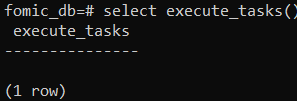 fomic_db=# select execute_tasks()
execute_tasks
---------------

(1 row)